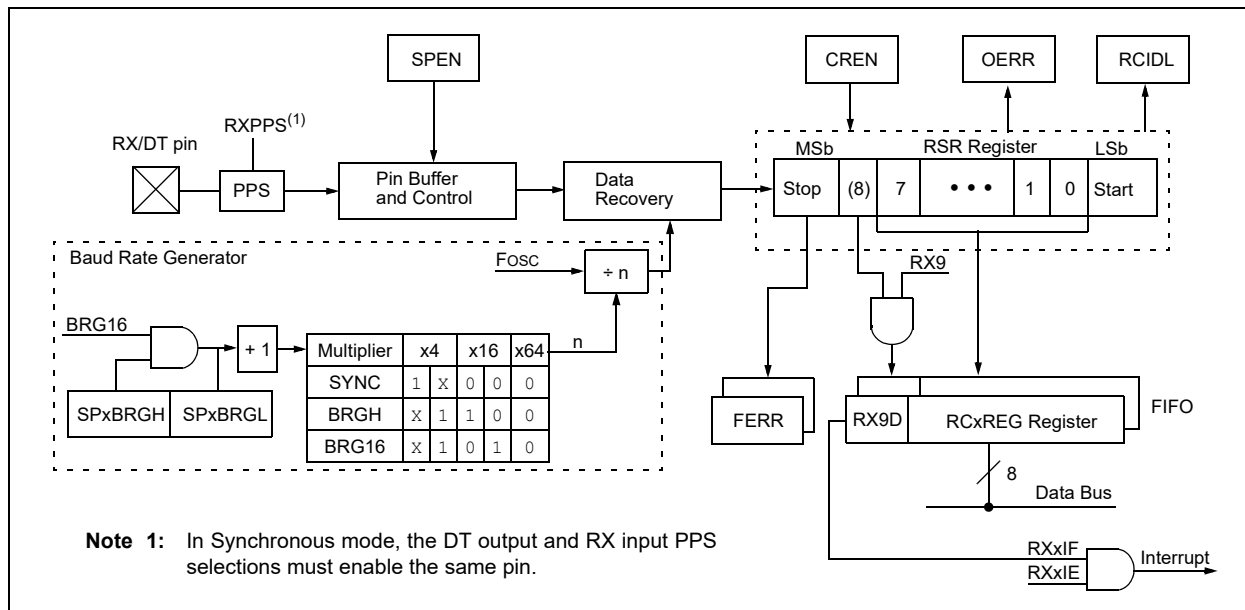 SPEN
CREN
OERR
RCIDL
RXPPS(1)
RX/DT pin
PPS
Pin Buffer
and Control
Data
Recovery
MSb
RSR Register
LSb
Stop (8) 7 • • • 1 0 Start
Baud Rate Generator
FOSC
÷ n
RX9
BRG16
+ 1
n
Multiplier x4 x16 x64
SYNC 1 X 0 0 0
BRGH X 1 1 0 0
BRG16 X 1 0 1 0
SPxBRGH SPxBRGL
FERR
RX9D
RCxREG Register
FIFO
8
Data Bus
RXxIF
RXxIE
Interrupt
Note 1: In Synchronous mode, the DT output and RX input PPS
selections must enable the same pin.